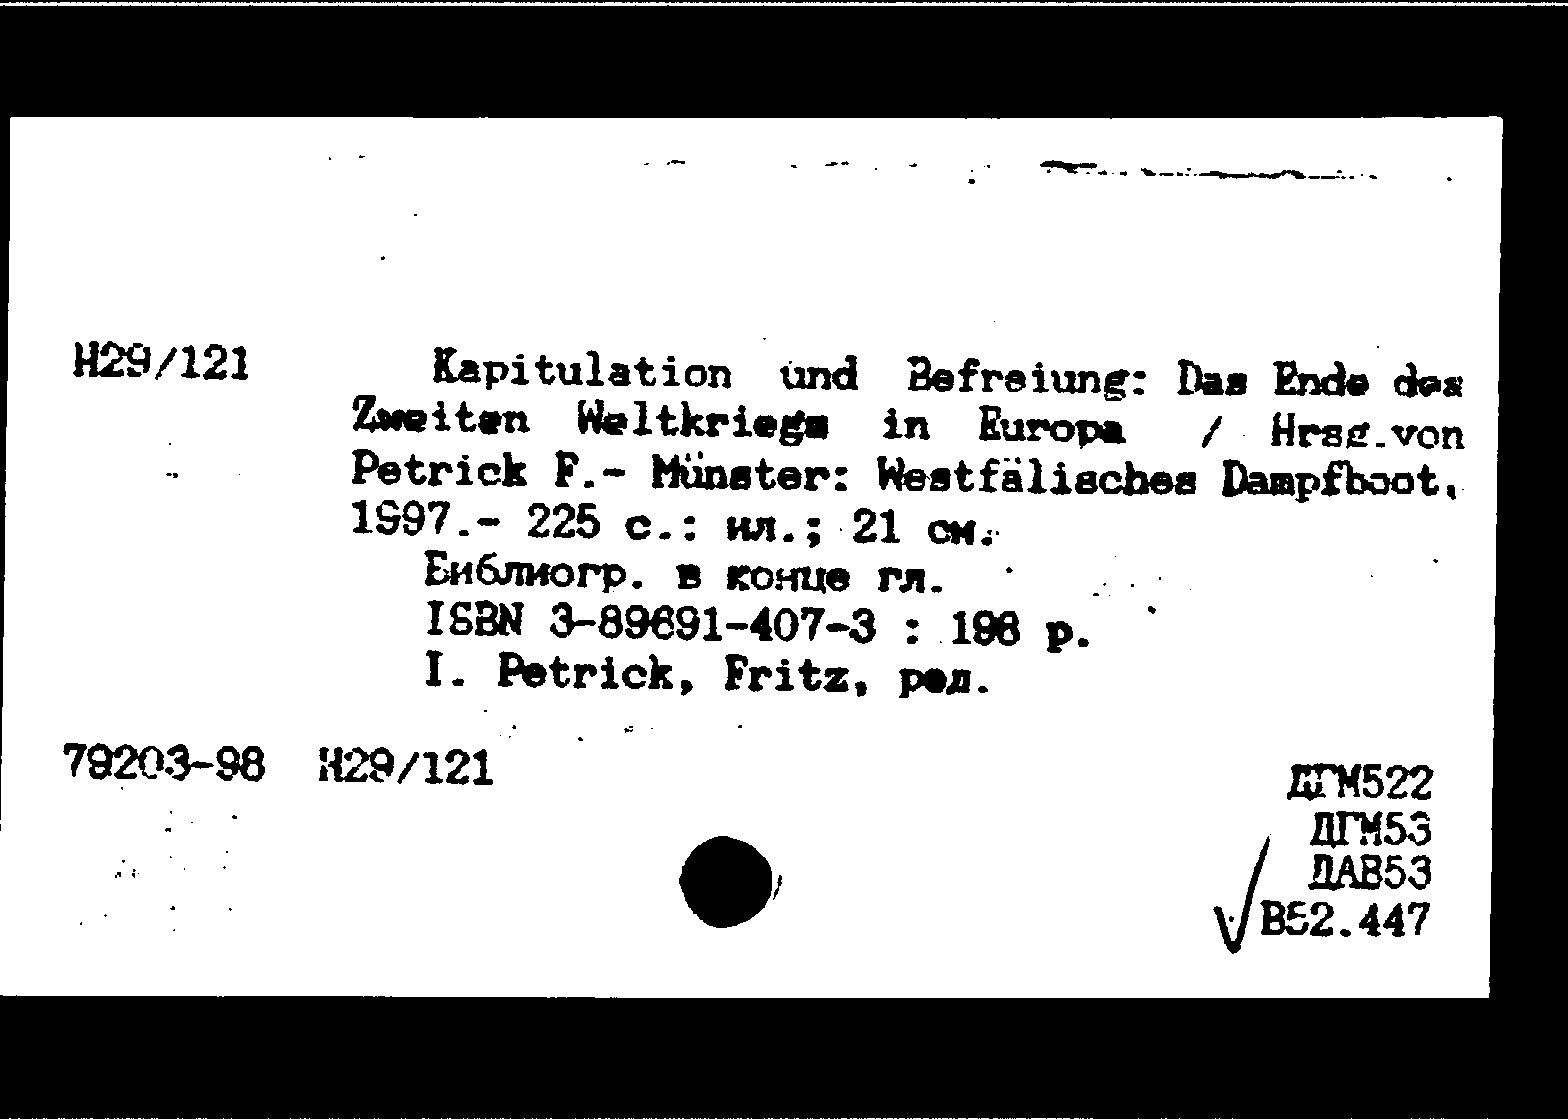 H29/121 Kapitulation und Befreiung: Das Ende des
Zweiten Weltkriegs in Europa / Hrsg.von
Petrick F.- Münster: Westfälisches Dampfboot,
1997.- 225 с.: ил.; 21 см.
Библиогр. в конце гл.
ISBN 3-89691-407-3 : 198 р.
I. Petrick, Fritz, ред.
79203-98 H29/121
ДГМ522
ДГМ53
ДАВ53
В52.447